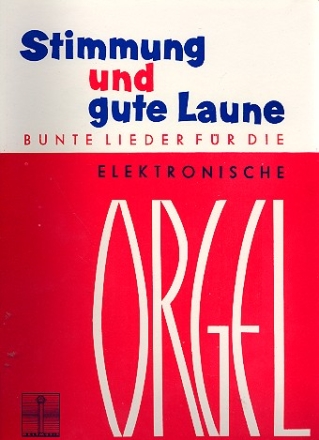 Stimmung
und
gute Laune
BUNTE LIEDER FÜR DIE
ELEKTRONISCHE
ORGEL